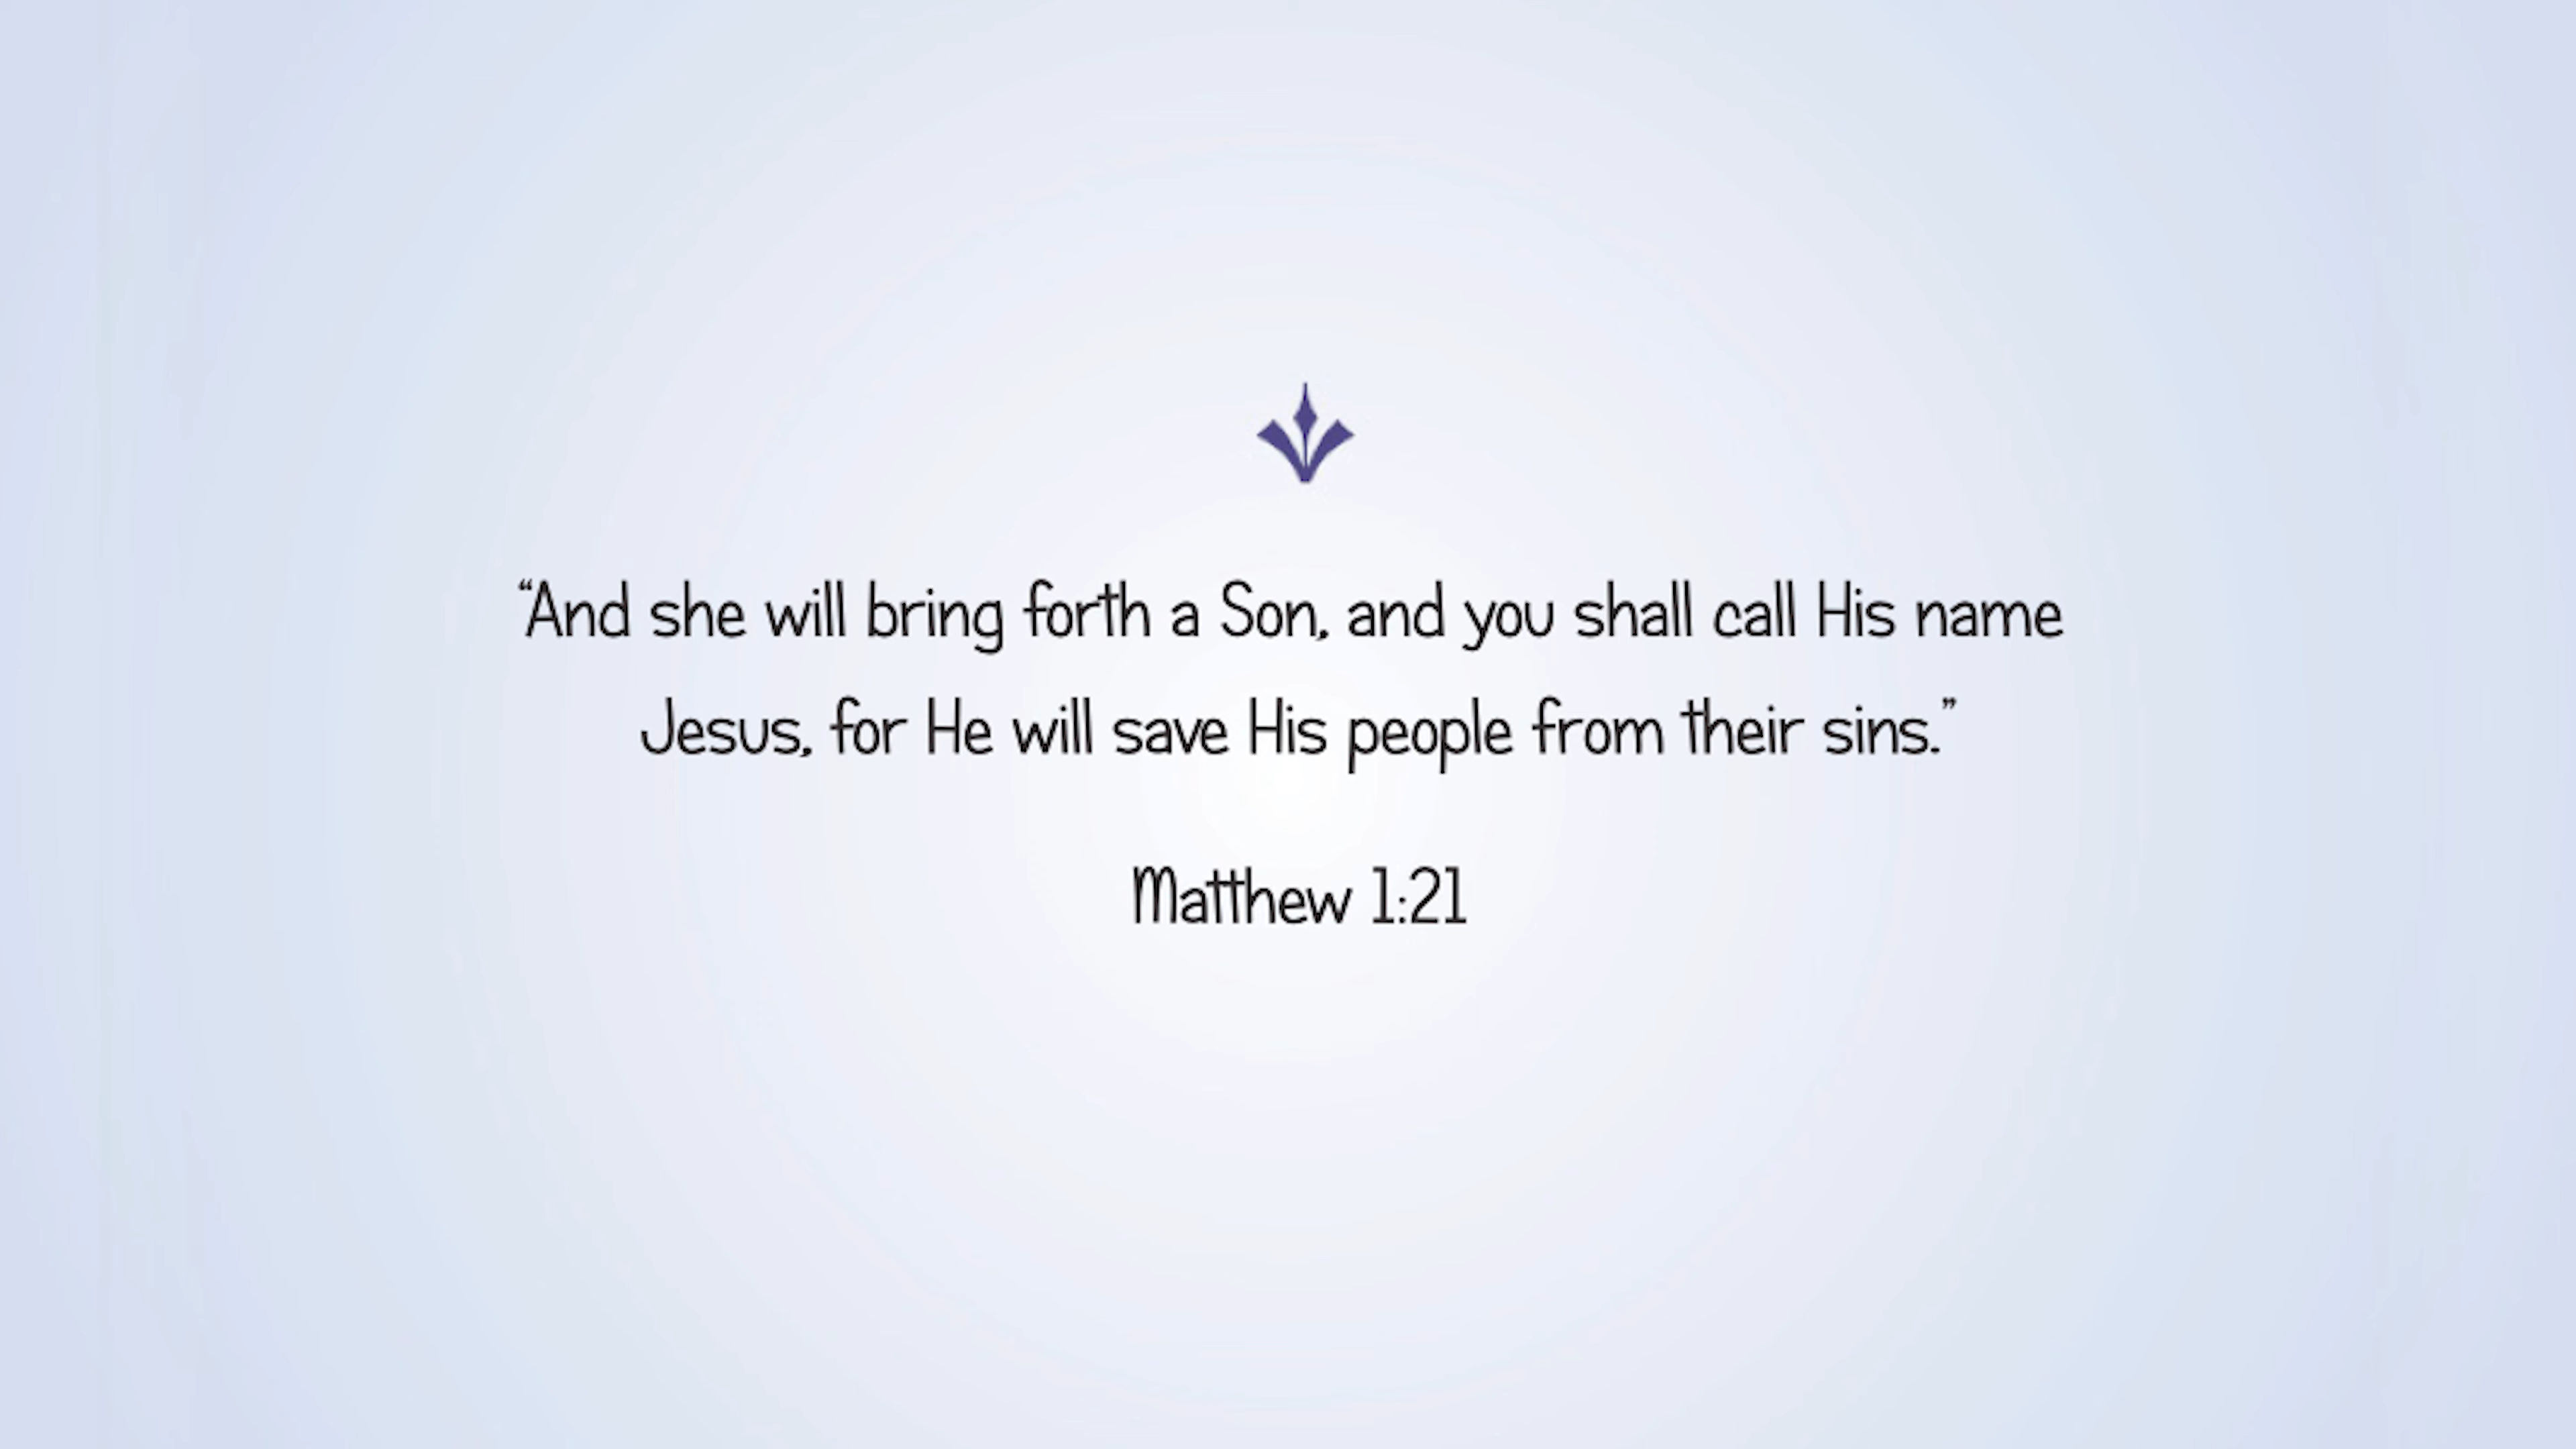 “And she will bring forth a Son, and you shall call His name
Jesus, for He will save His people from their sins.”
Matthew 1:21